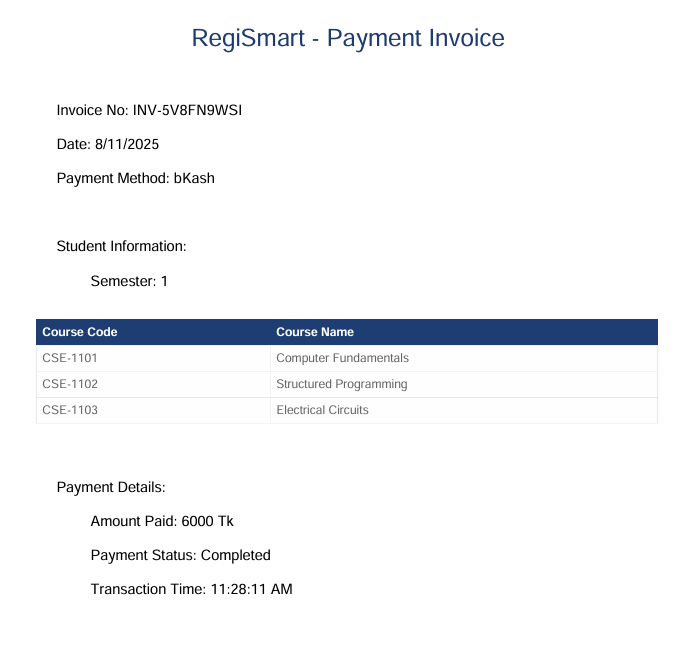 RegiSmart - Payment Invoice
Invoice No: INV-5V8FN9WSI
Date: 8/11/2025
Payment Method: bKash
Student Information:
Semester: 1
Course Code Course Name
CSE-1101 Computer Fundamentals
CSE-1102 Structured Programming
CSE-1103 Electrical Circuits
Payment Details:
Amount Paid: 6000 Tk
Payment Status: Completed
Transaction Time: 11:28:11 AM